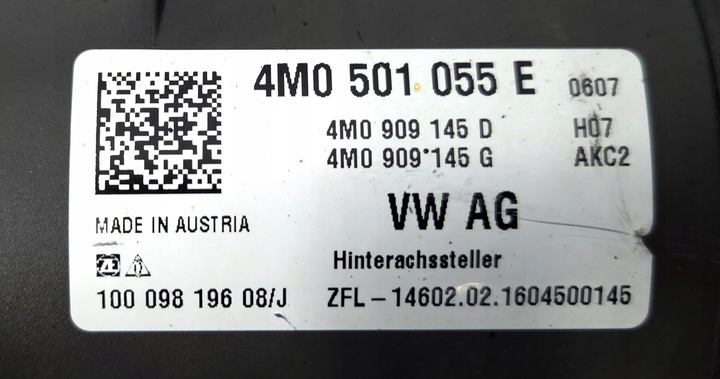 4M0 501 055 E 0607
4M0 909 145 D H07
4M0 909 145 G AKC2
VW AG
MADE IN AUSTRIA
Hinterachssteller
ZF
100 098 196 08/J ZFL-14602.02.1604500145